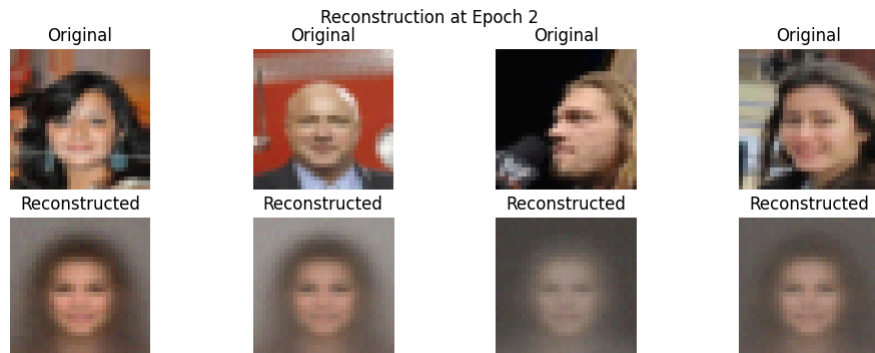 Reconstruction at Epoch 2
Original Original Original Original
Reconstructed Reconstructed Reconstructed Reconstructed